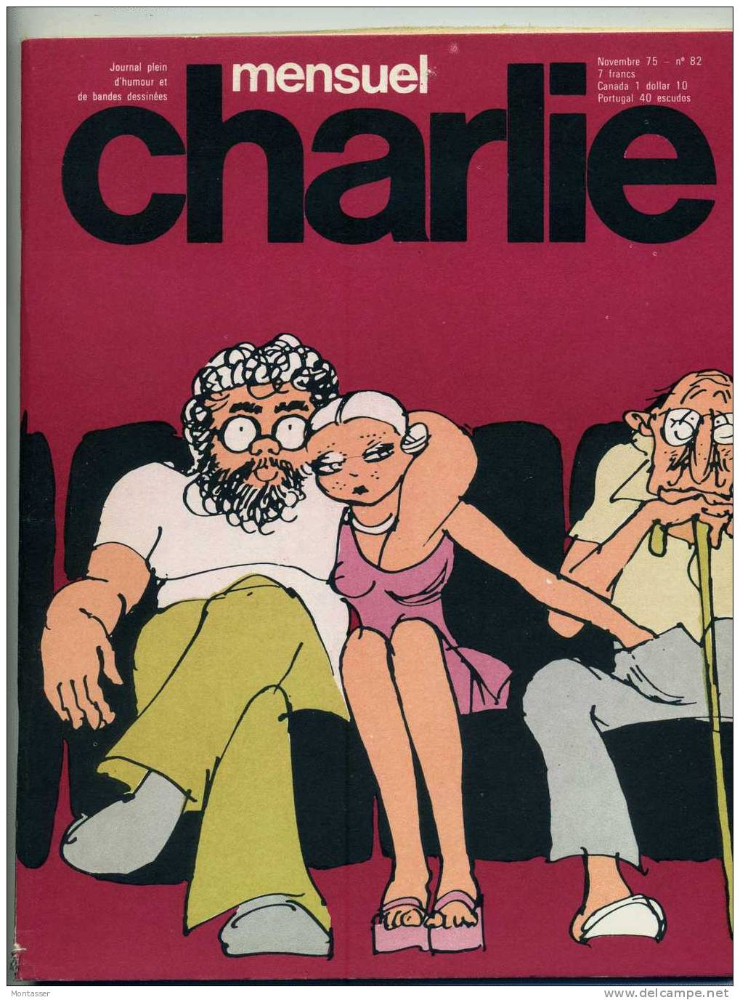 Journal plein
d'humour et
de bandes dessinées
mensuel
charlie
Novembre 75 – nº 82
7 francs
Canada 1 dollar 10
Portugal 40 escudos
Montasser
www.delcampe.net